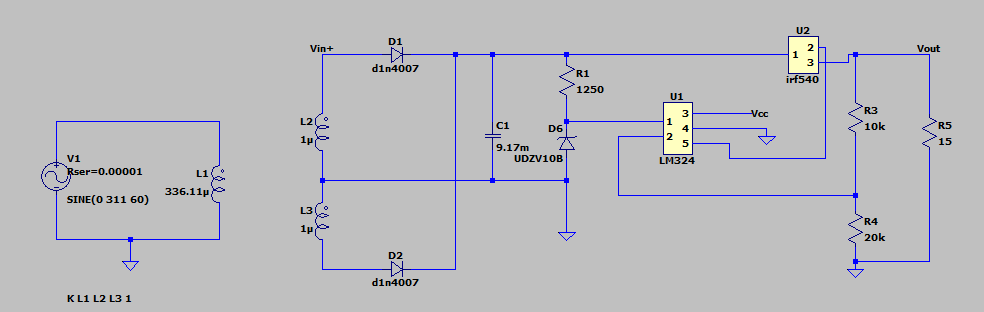 V1
Rser=0.00001
SINE(0 311 60)
L1
336.11µ
K L1 L2 L3 1
Vin+
D1
d1n4007
L2
1µ
L3
1µ
D2
d1n4007
C1
9.17m
R1
1250
D6
UDZV10B
U1
3
1
4
2
5
LM324
Vcc
U2
2
1
3
irf540
Vout
R3
10k
R5
15
R4
20k